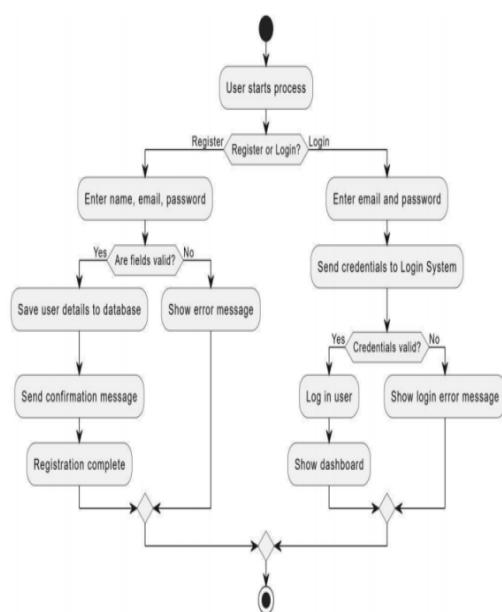 User starts process
Register
Register or Login?
Login
Enter name, email, password
Enter email and password
Yes
Are fields valid?
No
Send credentials to Login System
Save user details to database
Show error message
Yes
Credentials valid?
No
Send confirmation message
Log in user
Show login error message
Registration complete
Show dashboard